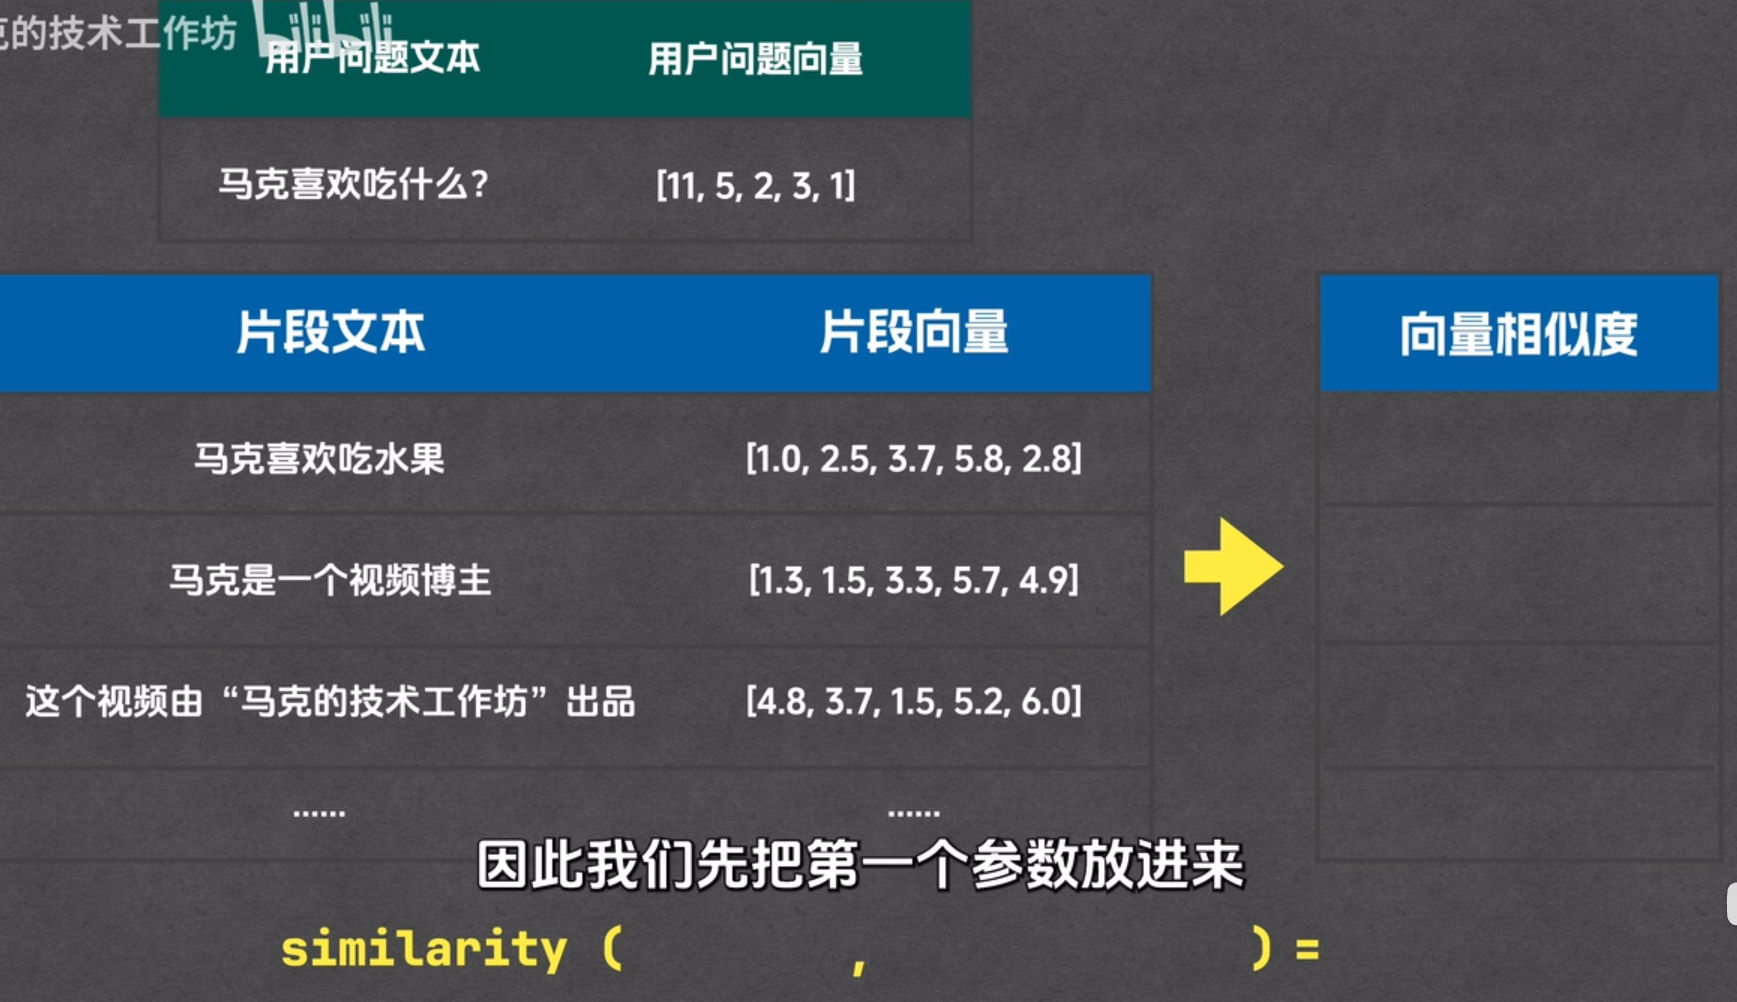 克的技术工作坊 bilibili
用户问题文本 用户问题向量
马克喜欢吃什么？ [11, 5, 2, 3, 1]
片段文本 片段向量 向量相似度
马克喜欢吃水果 [1.0, 2.5, 3.7, 5.8, 2.8]
马克是一个视频博主 [1.3, 1.5, 3.3, 5.7, 4.9]
这个视频由“马克的技术工作坊”出品 [4.8, 3.7, 1.5, 5.2, 6.0]
...... ......
因此我们先把第一个参数放进来
similarity ( , ) =